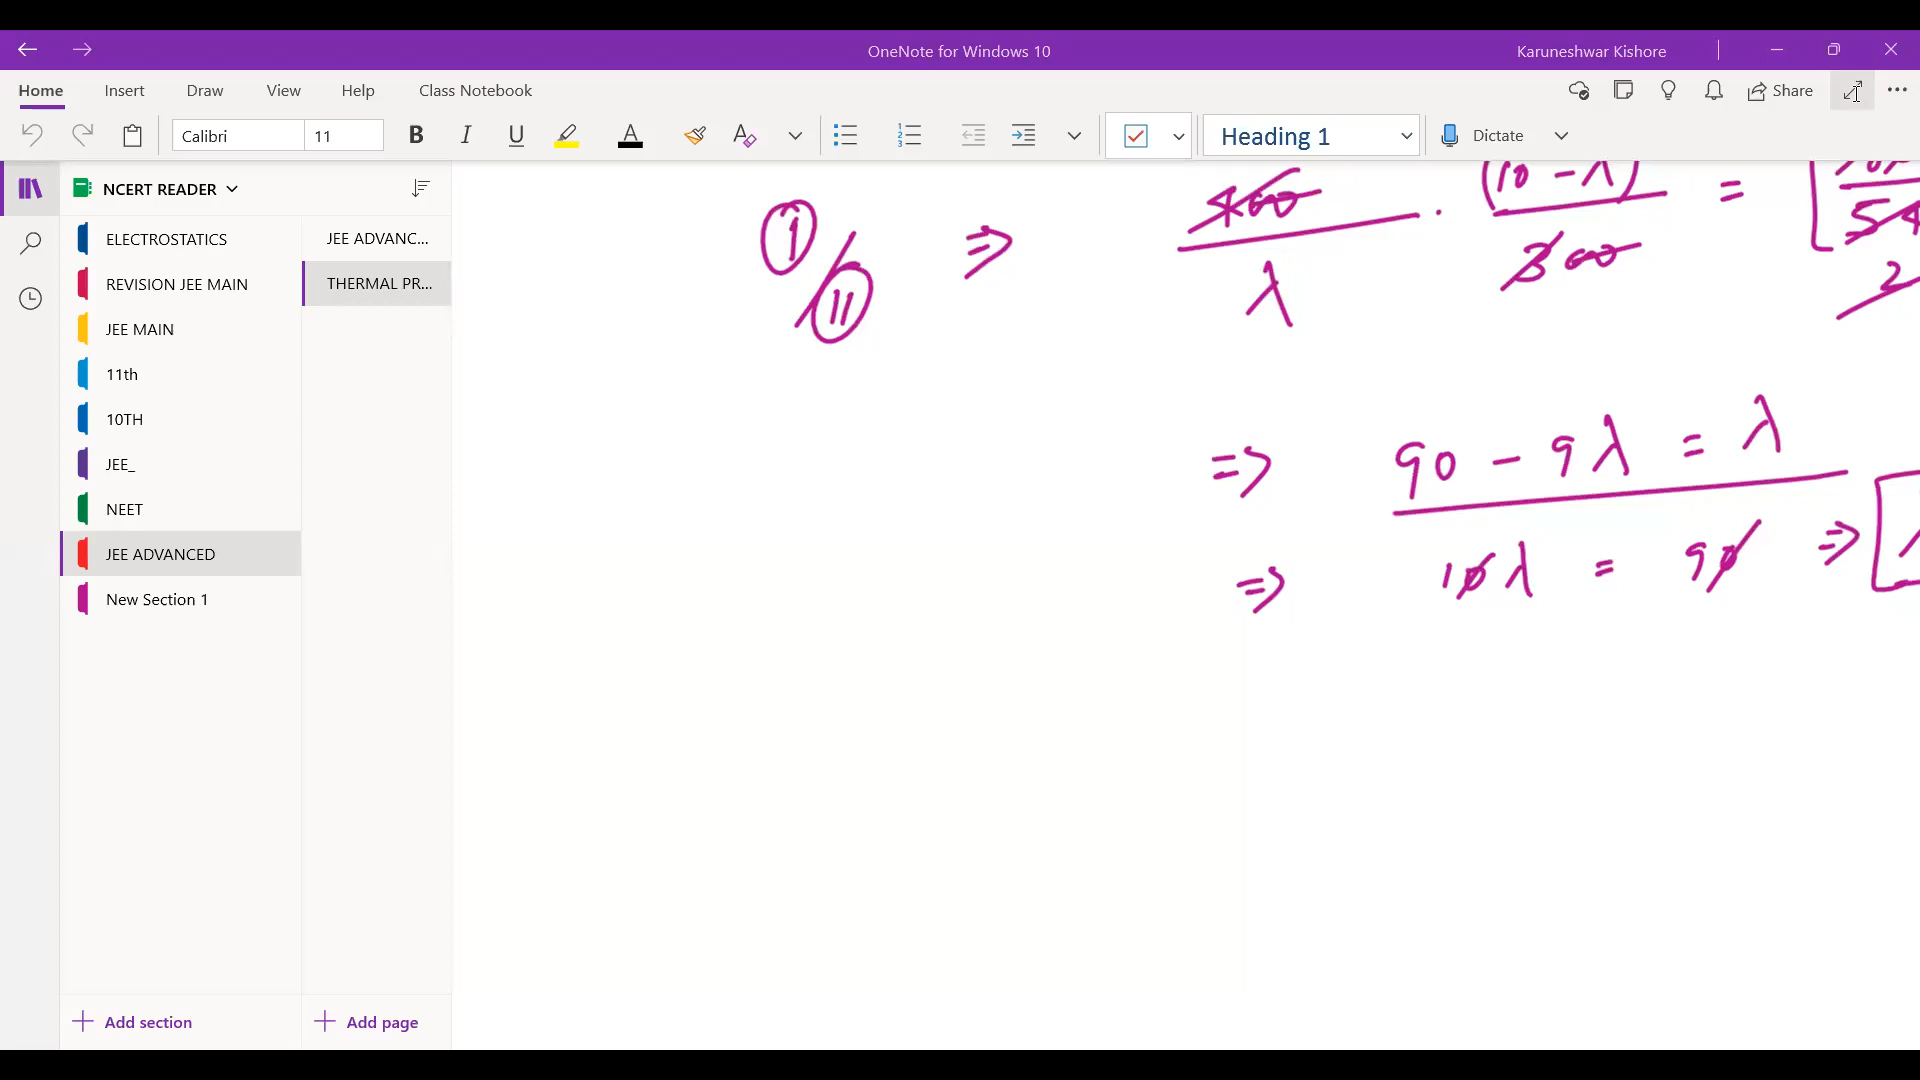 OneNote for Windows 10
Karuneshwar Kishore
Home Insert Draw View Help Class Notebook Share
Calibri 11 B I U A Heading 1 Dictate
NCERT READER
ELECTROSTATICS
REVISION JEE MAIN
JEE MAIN
11th
10TH
JEE_
NEET
JEE ADVANCED
New Section 1
JEE ADVANC...
THERMAL PR...
Add section
Add page
I / II ⇒ 400/λ · (10 - λ)/300 =
⇒ 90 - 9λ = λ
⇒ 10λ = 90 ⇒